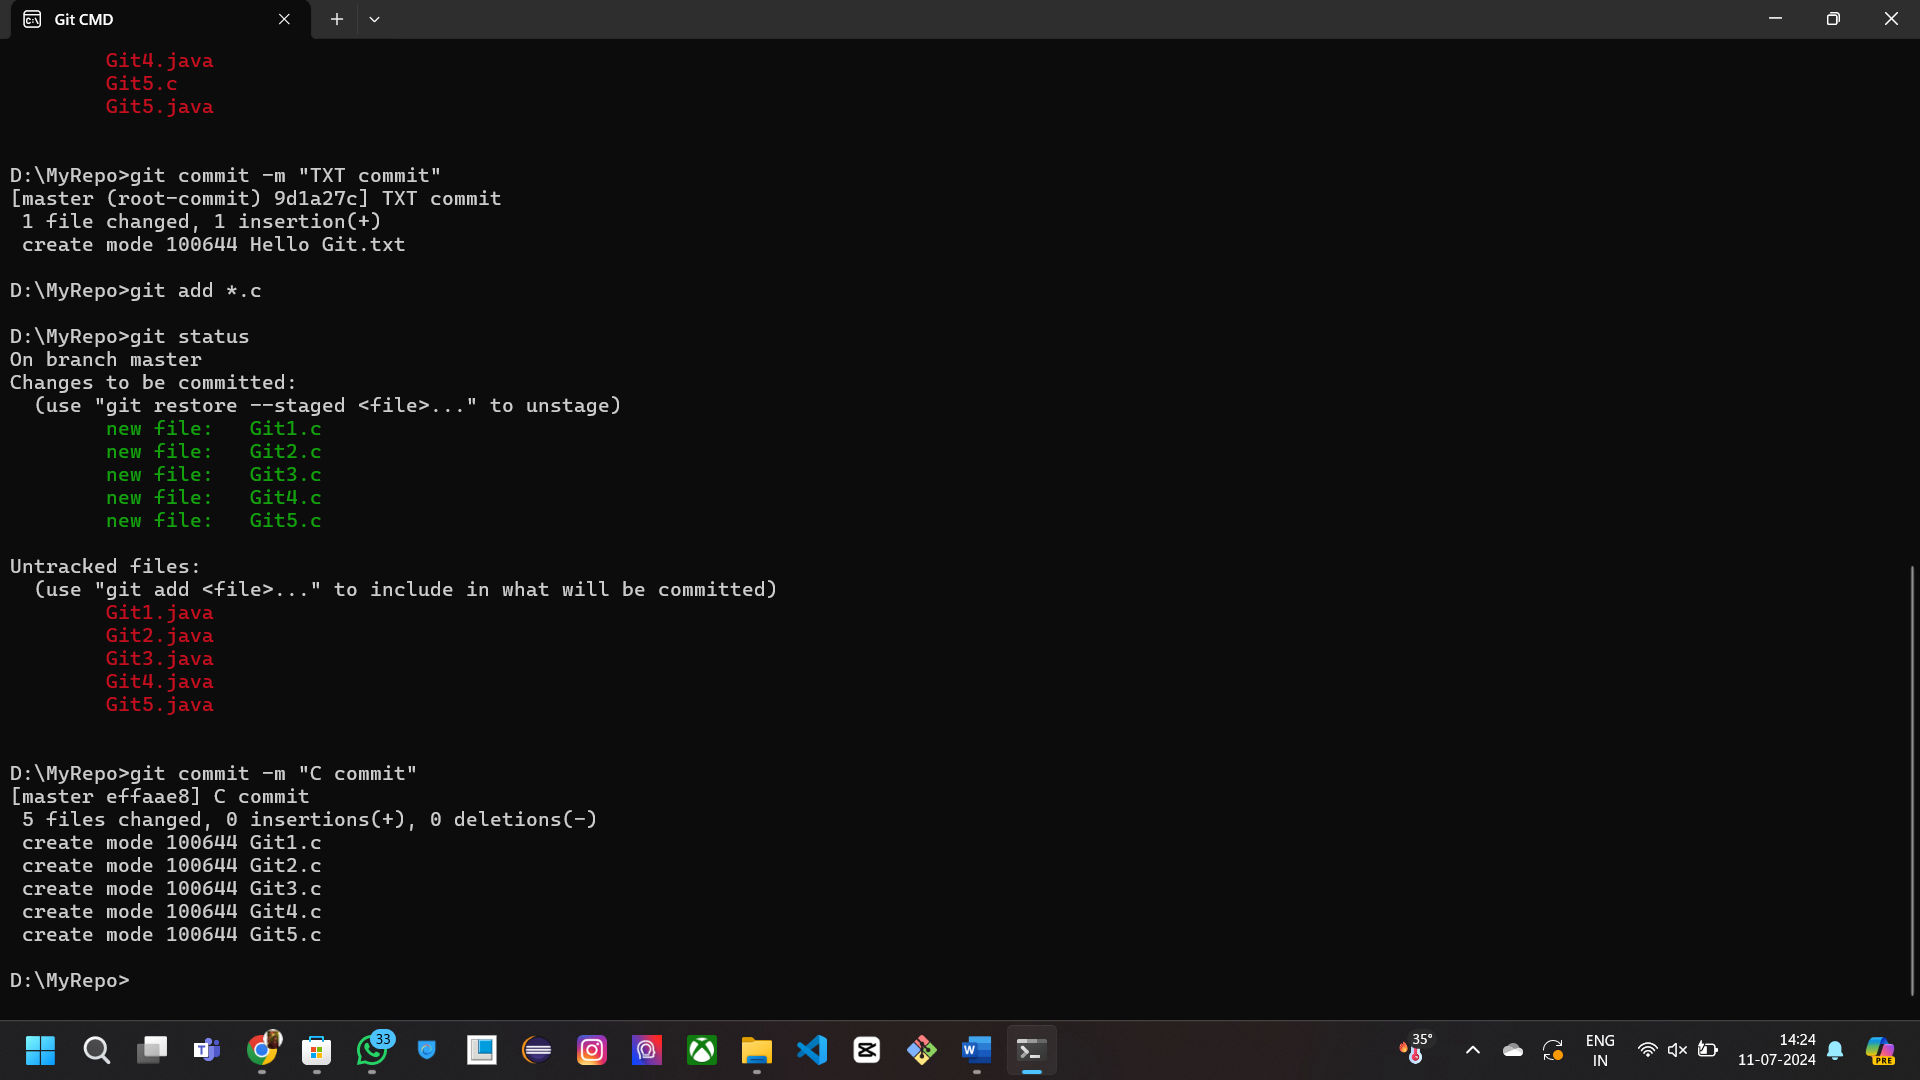 Git CMD
Git4.java
Git5.c
Git5.java
D:\MyRepo>git commit -m "TXT commit"
[master (root-commit) 9d1a27c] TXT commit
 1 file changed, 1 insertion(+)
 create mode 100644 Hello Git.txt
D:\MyRepo>git add *.c
D:\MyRepo>git status
On branch master
Changes to be committed:
  (use "git restore --staged <file>..." to unstage)
        new file:   Git1.c
        new file:   Git2.c
        new file:   Git3.c
        new file:   Git4.c
        new file:   Git5.c
Untracked files:
  (use "git add <file>..." to include in what will be committed)
        Git1.java
        Git2.java
        Git3.java
        Git4.java
        Git5.java
D:\MyRepo>git commit -m "C commit"
[master effaae8] C commit
 5 files changed, 0 insertions(+), 0 deletions(-)
 create mode 100644 Git1.c
 create mode 100644 Git2.c
 create mode 100644 Git3.c
 create mode 100644 Git4.c
 create mode 100644 Git5.c
D:\MyRepo>
33
35°
ENG
IN
14:24
11-07-2024
PRE